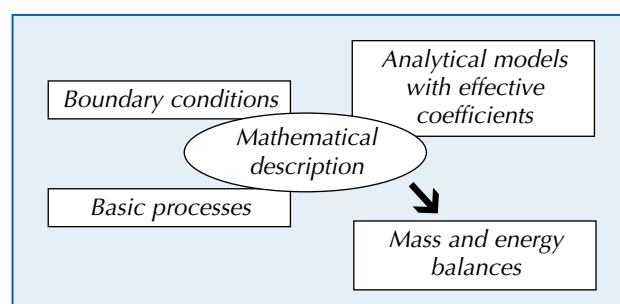 Boundary conditions
Analytical models
with effective
coefficients
Mathematical
description
Basic processes
Mass and energy
balances